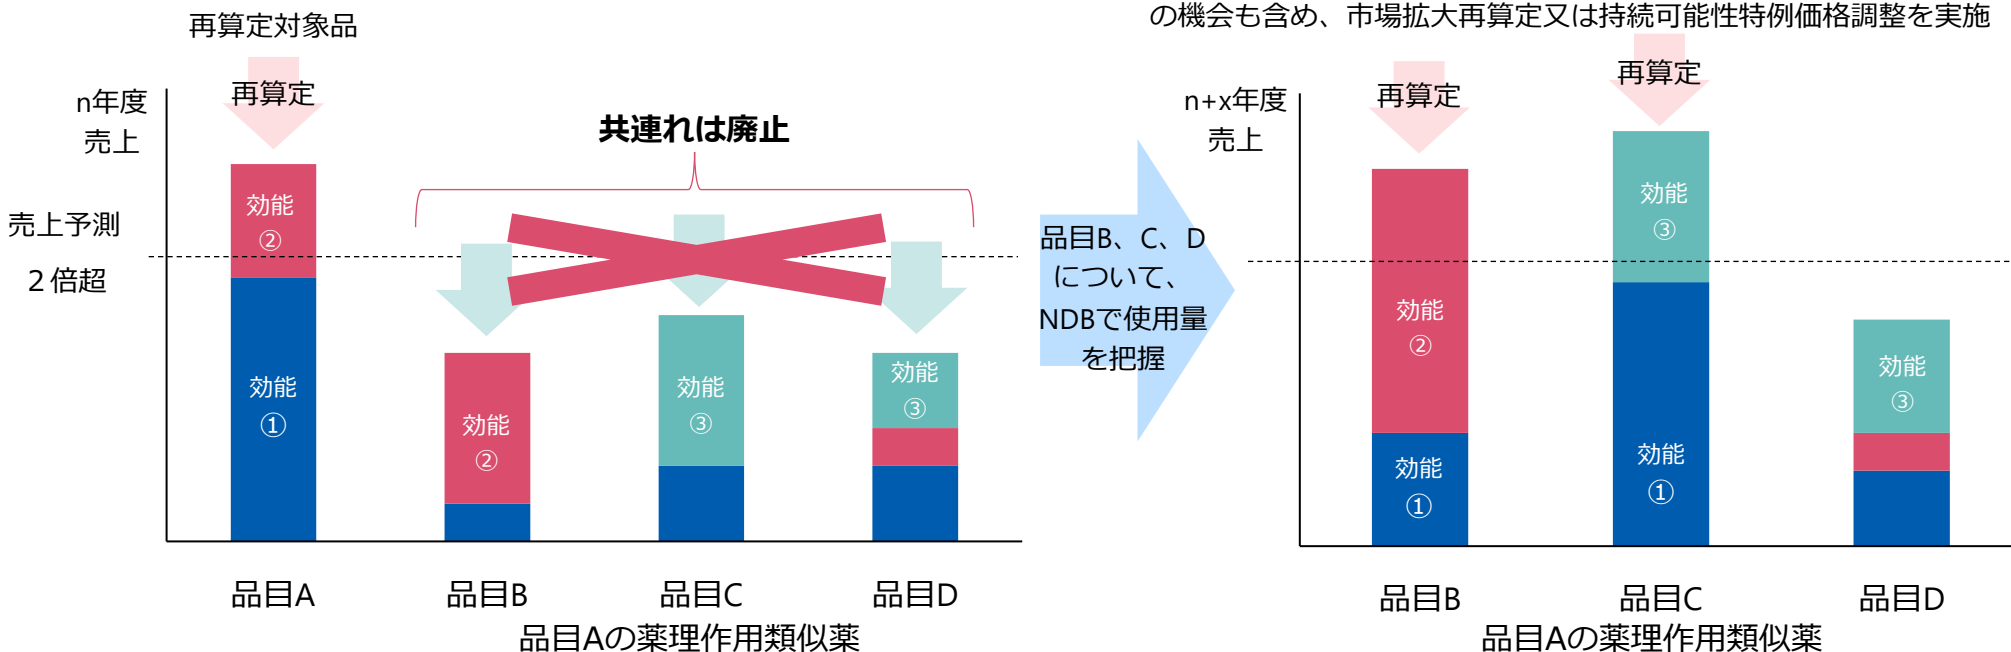 再算定対象品
再算定
n年度
売上
共連れは廃止
売上予測
２倍超
効能
②
効能
①
効能
②
効能
③
効能
③
品目A
品目B
品目C
品目D
品目Aの薬理作用類似薬
品目B、C、D
について、
NDBで使用量
を把握
の機会も含め、市場拡大再算定又は持続可能性特例価格調整を実施
再算定
再算定
n+x年度
売上
効能
②
効能
①
効能
③
効能
①
効能
③
品目B
品目C
品目D
品目Aの薬理作用類似薬